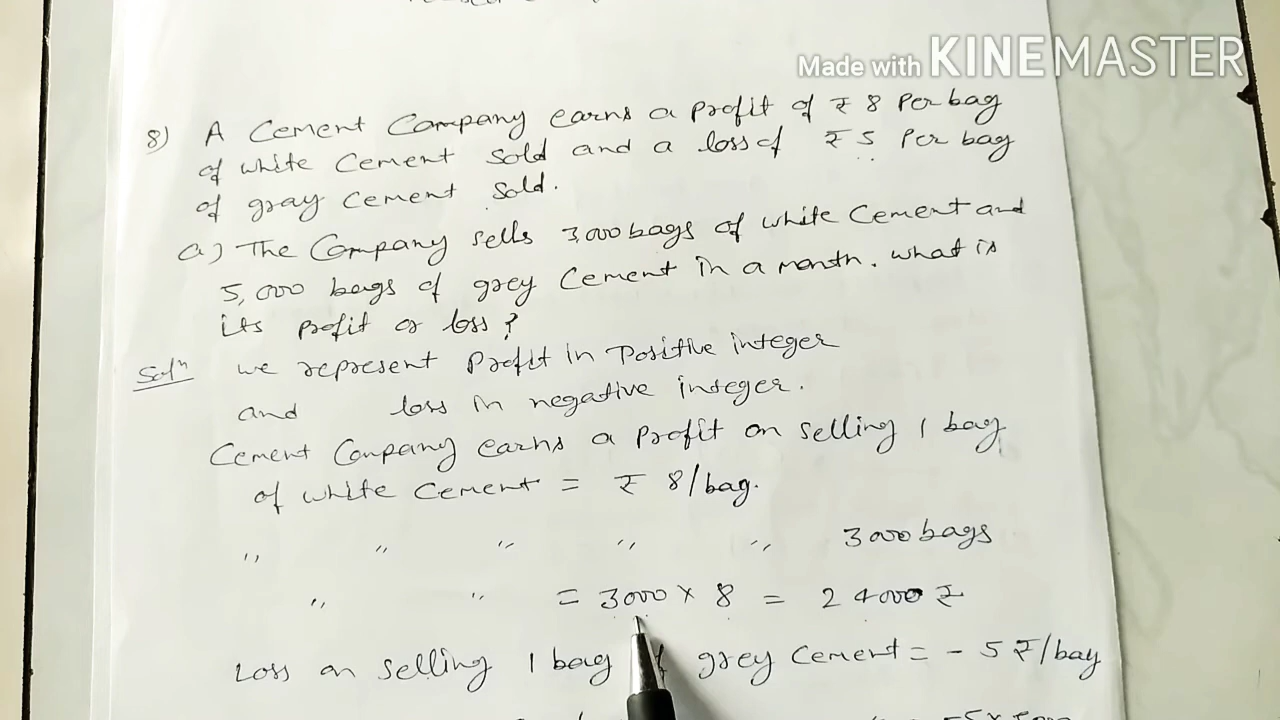 Made with KINEMASTER
8) A Cement Company earns a profit of ₹ 8 Per bag
of white Cement sold and a loss of ₹ 5 Per bag
of gray Cement sold.
a) The Company sells 3,000 bags of white Cement and
5,000 bags of grey Cement in a month. what is
its profit or loss?
Solⁿ we represent Profit in Positive integer
and loss in negative integer.
Cement Company earns a Profit on selling 1 bag
of white Cement = ₹ 8/bag.
" " " " " 3000 bags
" " = 3000 × 8 = 24000 ₹
Loss on selling 1 bag grey Cement = - 5 ₹/bag